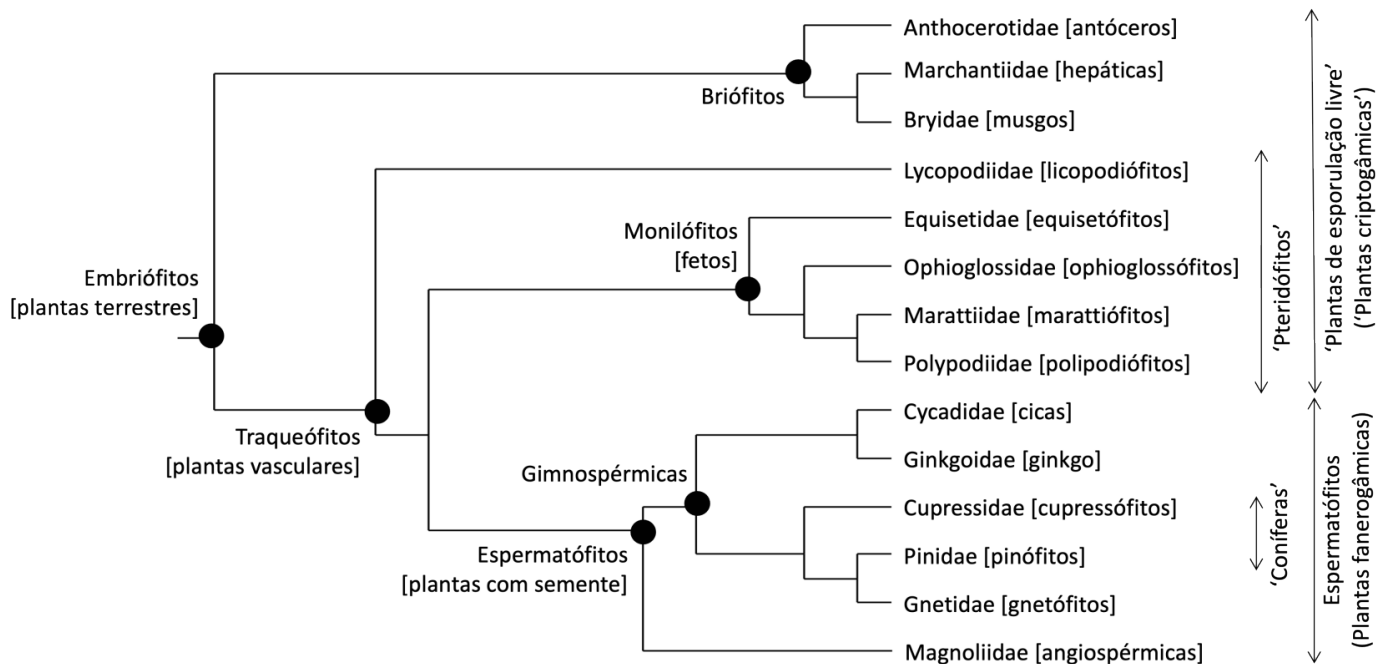 Anthocerotidae [antóceros]
Marchantiidae [hepáticas]
Briófitos
Bryidae [musgos]
Lycopodiidae [licopodiófitos]
Equisetidae [equisetófitos]
Monilófitos
[fetos]
Ophioglossidae [ophioglossófitos]
Embriófitos
[plantas terrestres]
Marattiidae [marattiófitos]
Polypodiidae [polipodiófitos]
Cycadidae [cicas]
Traqueófitos
[plantas vasculares]
Ginkgoidae [ginkgo]
Gimnospérmicas
Cupressidae [cupressófitos]
Espermatófitos
[plantas com semente]
Pinidae [pinófitos]
Gnetidae [gnetófitos]
Magnoliidae [angiospérmicas]
'Pteridófitos'
'Plantas de esporulação livre'
('Plantas criptogâmicas')
'Coníferas'
Espermatófitos
(Plantas fanerogâmicas)